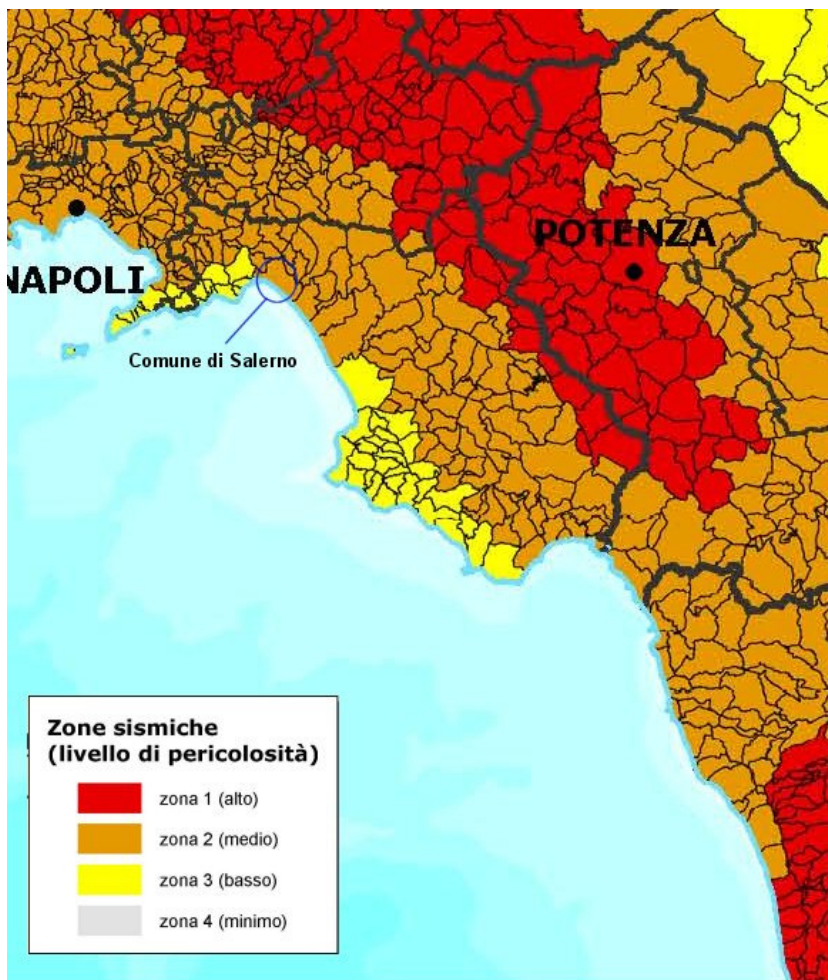 POTENZA
NAPOLI
Comune di Salerno
Zone sismiche
(livello di pericolosità)
zona 1 (alto)
zona 2 (medio)
zona 3 (basso)
zona 4 (minimo)